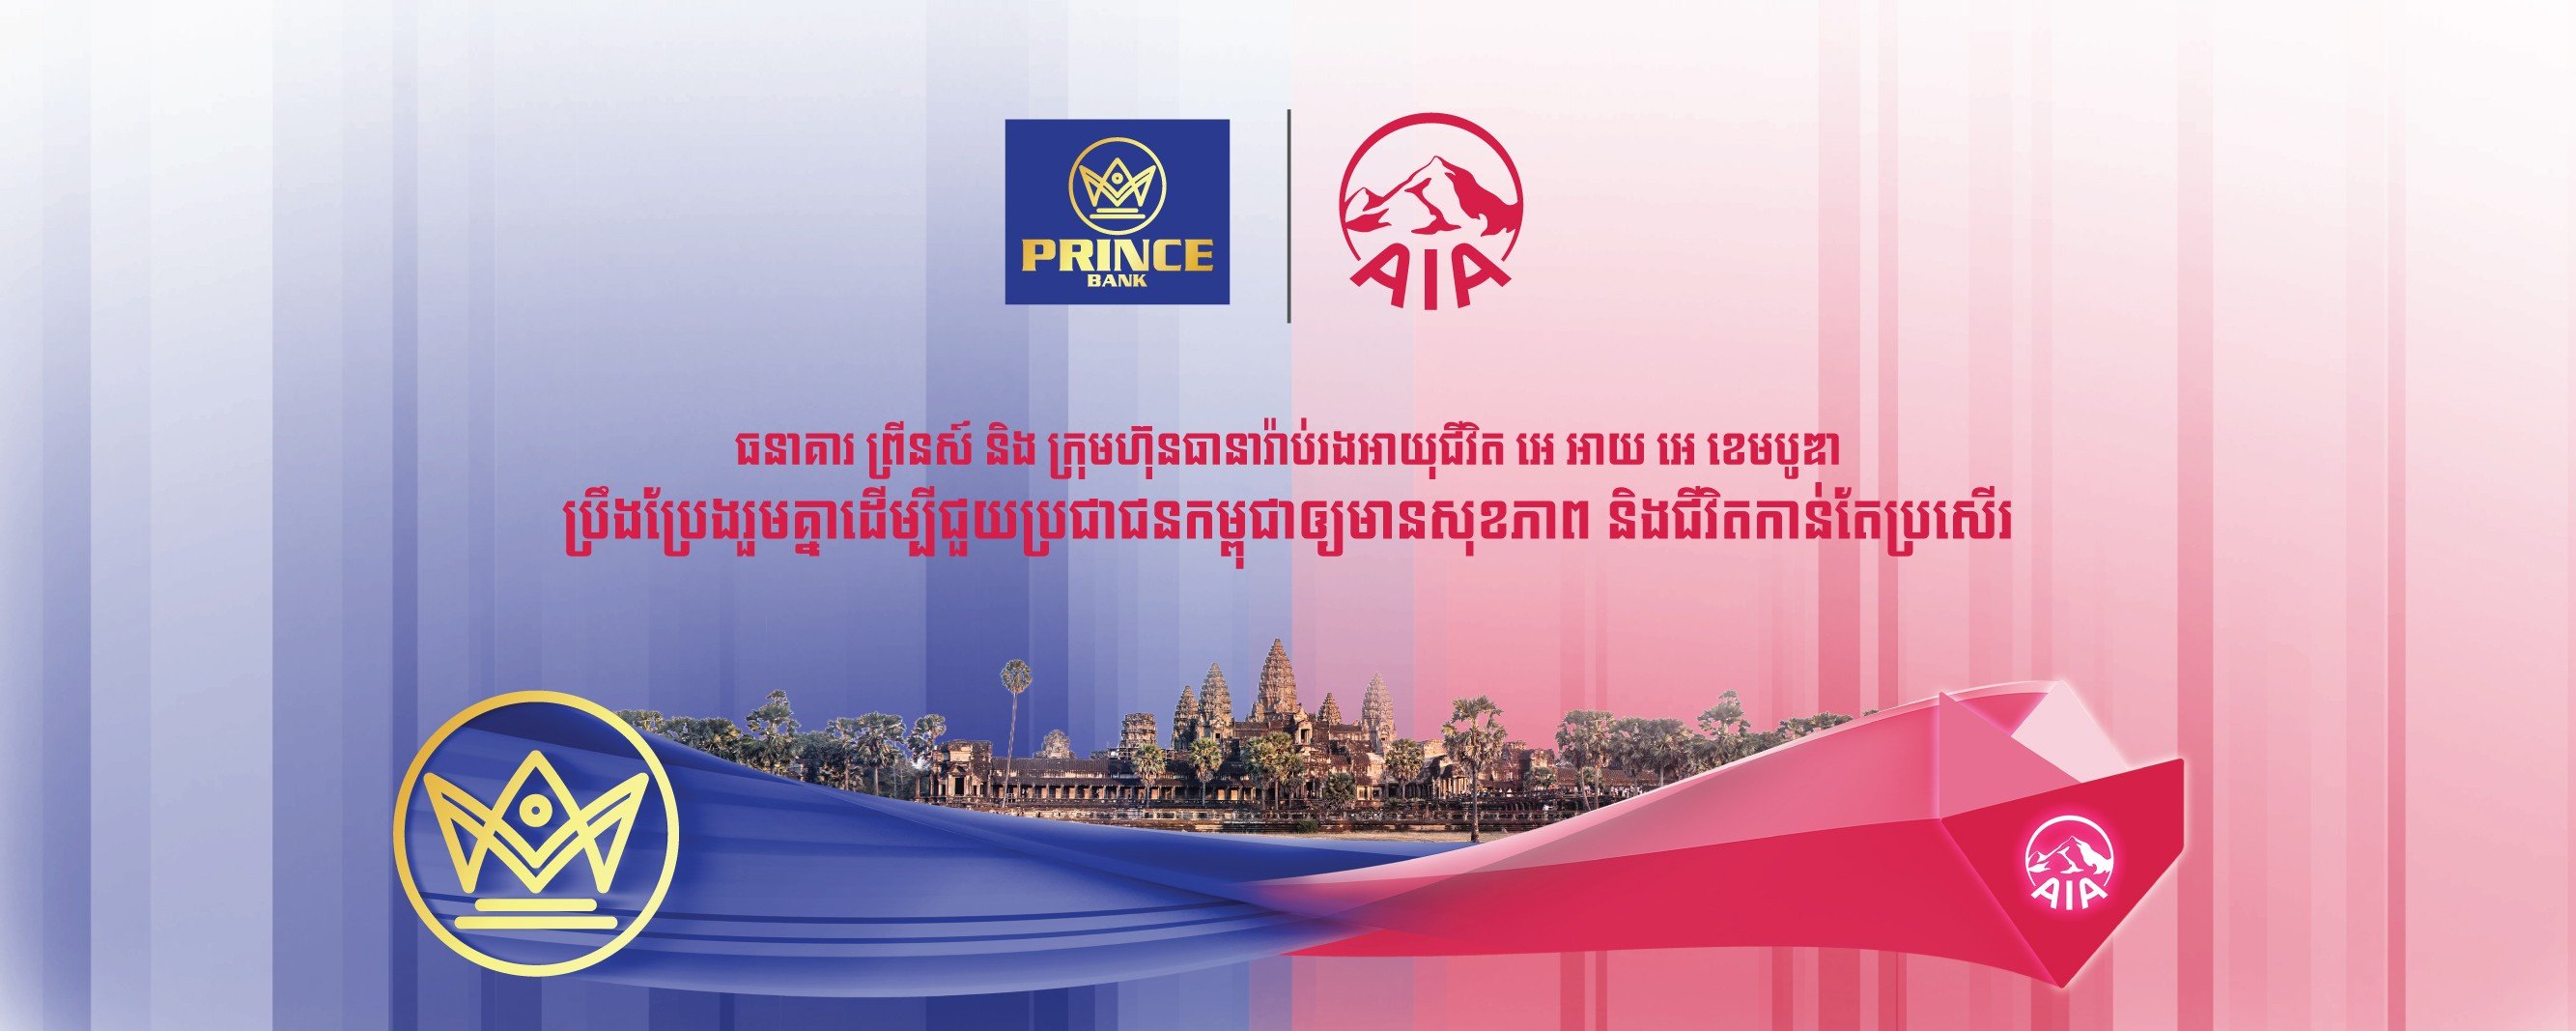 PRINCE
BANK
AIA
ធនាគារ ព្រីនស៍ និង ក្រុមហ៊ុនធានារ៉ាប់រងអាយុជីវិត អេ អាយ អេ ខេមបូឌា
ប្រឹងប្រែងរួមគ្នាដើម្បីជួយប្រជាជនកម្ពុជាឲ្យមានសុខភាព និងជីវិតកាន់តែប្រសើរ
AIA